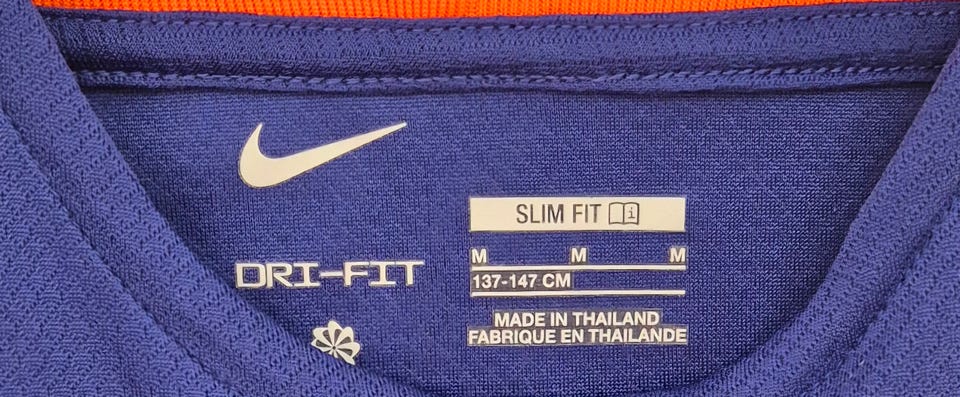 DRI-FIT
SLIM FIT
M M M
137-147 CM
MADE IN THAILAND
FABRIQUE EN THAILANDE